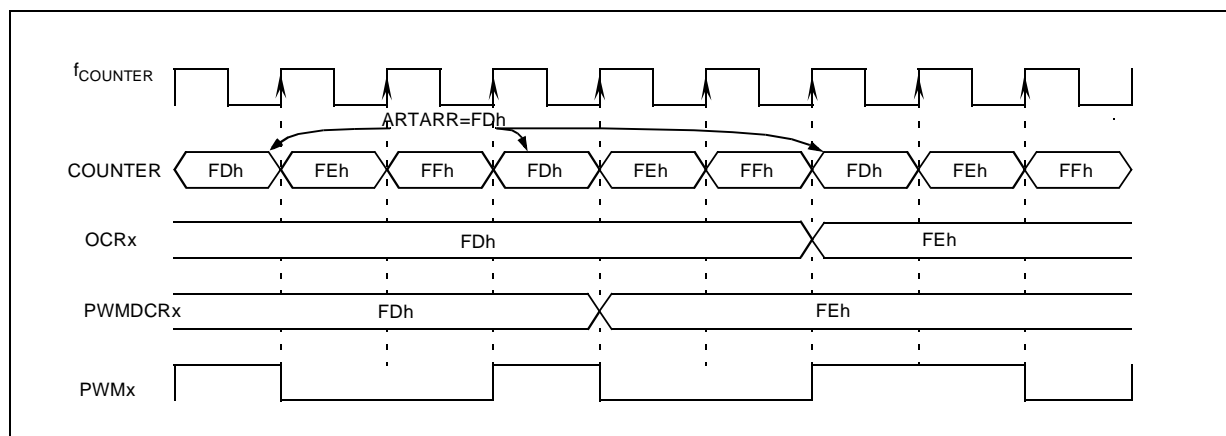 fCOUNTER
ARTARR=FDh
COUNTER FDh FEh FFh FDh FEh FFh FDh FEh FFh
OCRx FDh FEh
PWMDCRx FDh FEh
PWMx